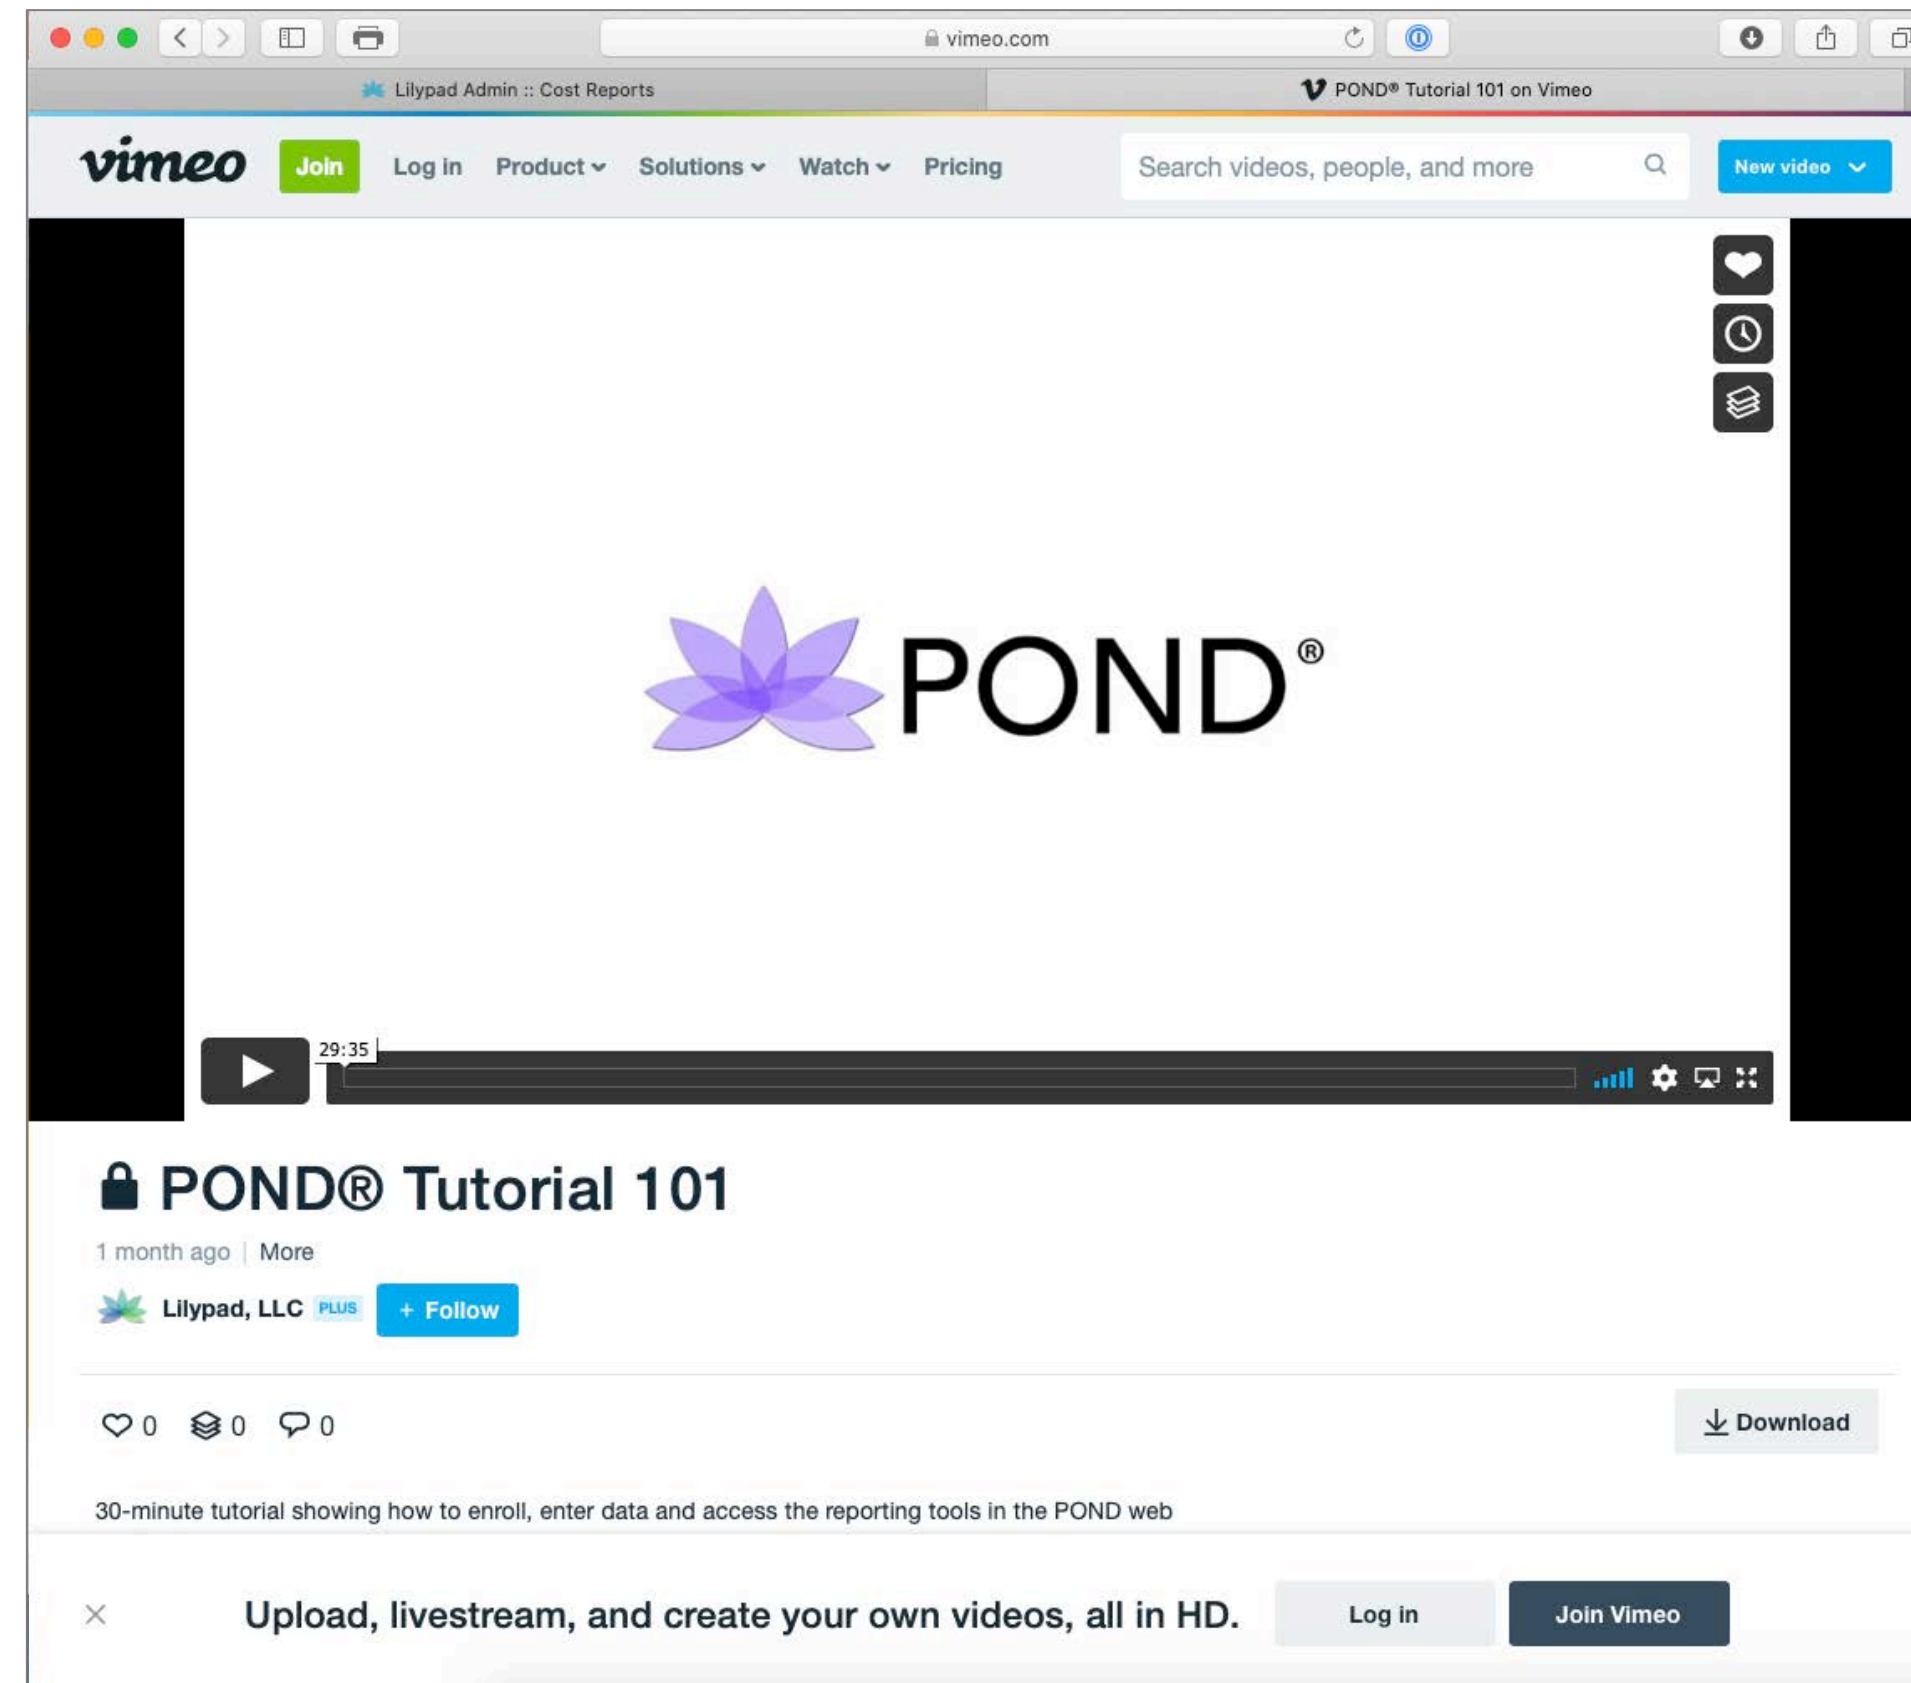 vimeo.com
Lilypad Admin :: Cost Reports
POND® Tutorial 101 on Vimeo
vimeo Join Log in Product Solutions Watch Pricing Search videos, people, and more New video
POND®
29:35
POND® Tutorial 101
1 month ago | More
Lilypad, LLC PLUS + Follow
0 0 0 Download
30-minute tutorial showing how to enroll, enter data and access the reporting tools in the POND web
Upload, livestream, and create your own videos, all in HD. Log in Join Vimeo